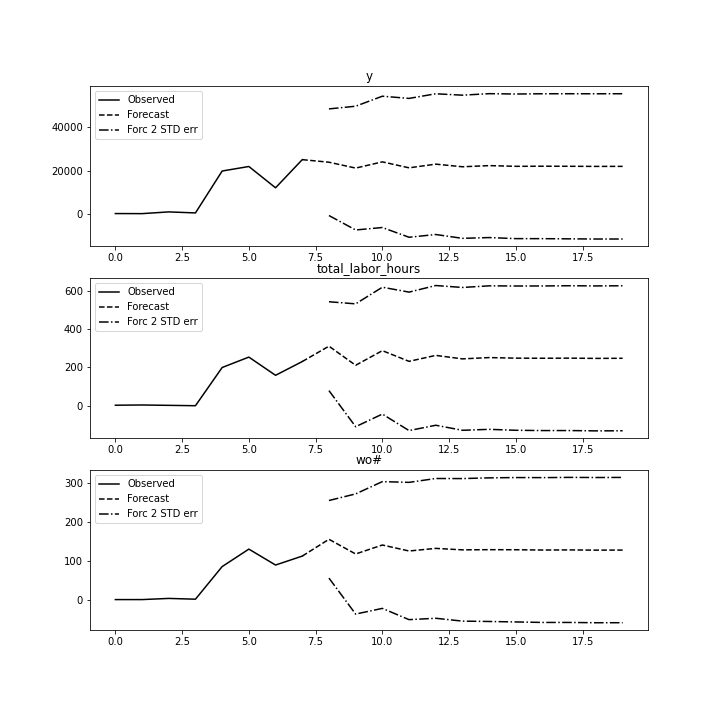 y
Observed
Forecast
Forc 2 STD err
40000
20000
0
0.0 2.5 5.0 7.5 10.0 12.5 15.0 17.5
total_labor_hours
Observed
Forecast
Forc 2 STD err
600
400
200
0
0.0 2.5 5.0 7.5 10.0 12.5 15.0 17.5
wo#
Observed
Forecast
Forc 2 STD err
300
200
100
0
0.0 2.5 5.0 7.5 10.0 12.5 15.0 17.5